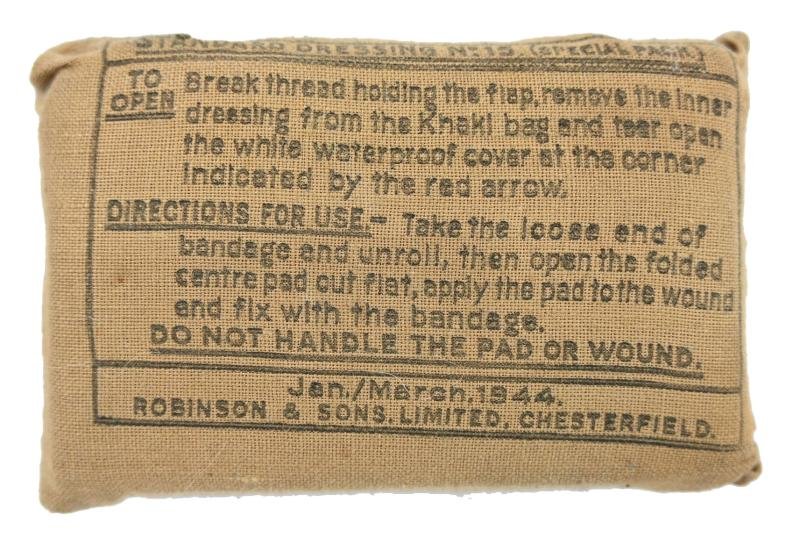 STANDARD DRESSING No 15. (SPECIAL PACK)
TO OPEN Break thread holding the flap, remove the inner
dressing from the Khaki bag and tear open
the white waterproof cover at the corner
indicated by the red arrow.
DIRECTIONS FOR USE.- Take the loose end of
bandage and unroll, then open the folded
centre pad out flat, apply the pad to the wound
and fix with the bandage.
DO NOT HANDLE THE PAD OR WOUND.
Jan./March.1944.
ROBINSON & SONS. LIMITED, CHESTERFIELD.